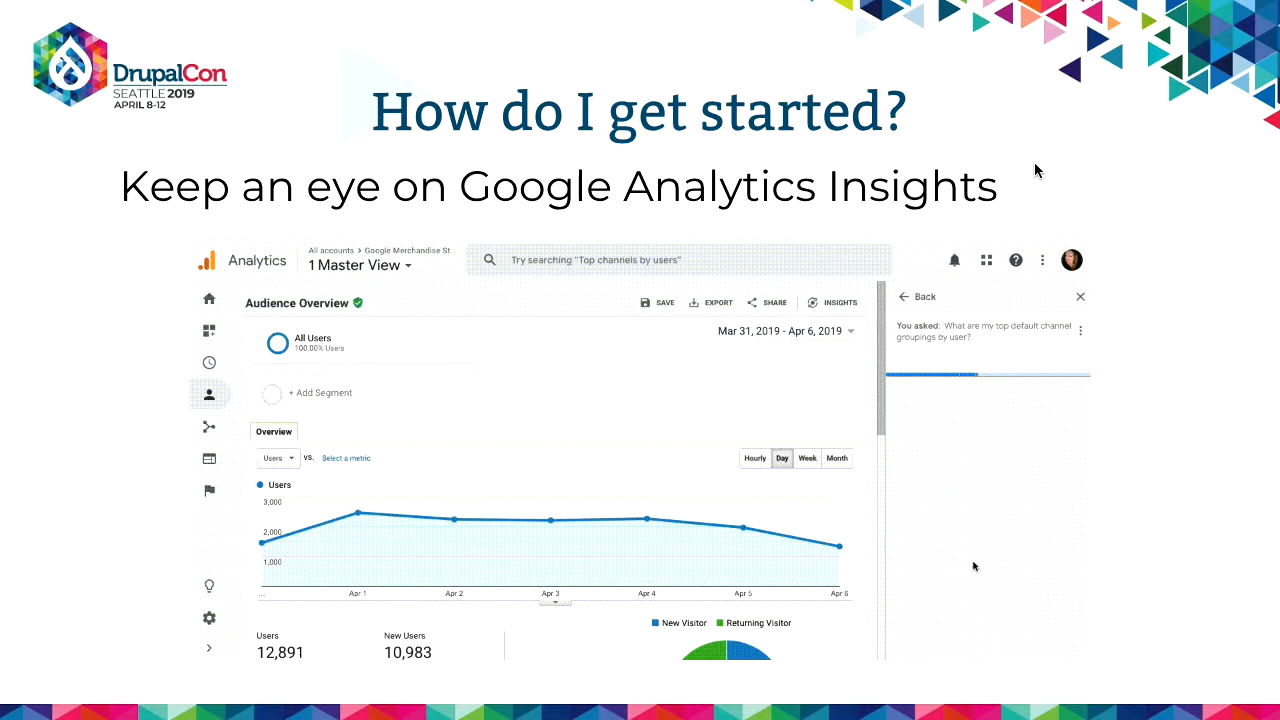 DrupalCon
SEATTLE 2019
APRIL 8-12
How do I get started?
Keep an eye on Google Analytics Insights
Analytics
All accounts > Google Merchandise St...
1 Master View
Try searching "Top channels by users"
Audience Overview
SAVE
EXPORT
SHARE
INSIGHTS
Back
You asked: What are my top default channel
groupings by user?
Mar 31, 2019 - Apr 6, 2019
All Users
100.00% Users
+ Add Segment
Overview
Users
vs.
Select a metric
Hourly
Day
Week
Month
Users
3,000
2,000
1,000
...
Apr 1
Apr 2
Apr 3
Apr 4
Apr 5
Apr 6
New Visitor
Returning Visitor
Users
12,891
New Users
10,983